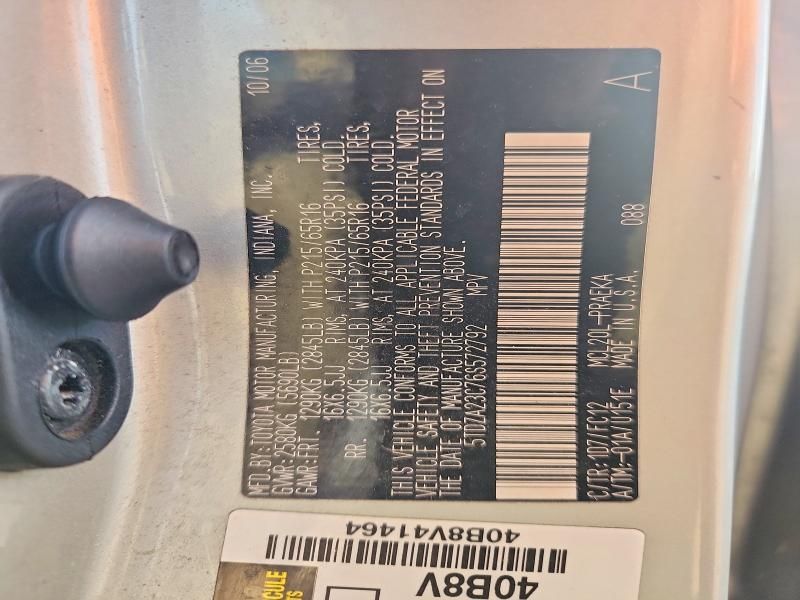 MFD.BY:TOYOTA MOTOR MANUFACTURING, INDIANA, INC. 10/06
GVWR:2580KG (5690LB)
GAWR:FRT. 1290KG (2845LB) WITH P215/65R16 TIRES,
16X6.5JJ RIMS, AT 240KPA (35PSI) COLD
RR. 1290KG (2845LB) WITH P215/65R16 TIRES,
16X6.5JJ RIMS, AT 240KPA (35PSI) COLD
THIS VEHICLE CONFORMS TO ALL APPLICABLE FEDERAL MOTOR
VEHICLE SAFETY AND THEFT PREVENTION STANDARDS IN EFFECT ON
THE DATE OF MANUFACTURE SHOWN ABOVE.
5TDZA23C76S572792 MPV
C/TR:1D7/FC12 MCL20L-PRAEKA 088 A
A/TM:-01A/U151E MADE IN U.S.A.
40B8V41464
40B8V